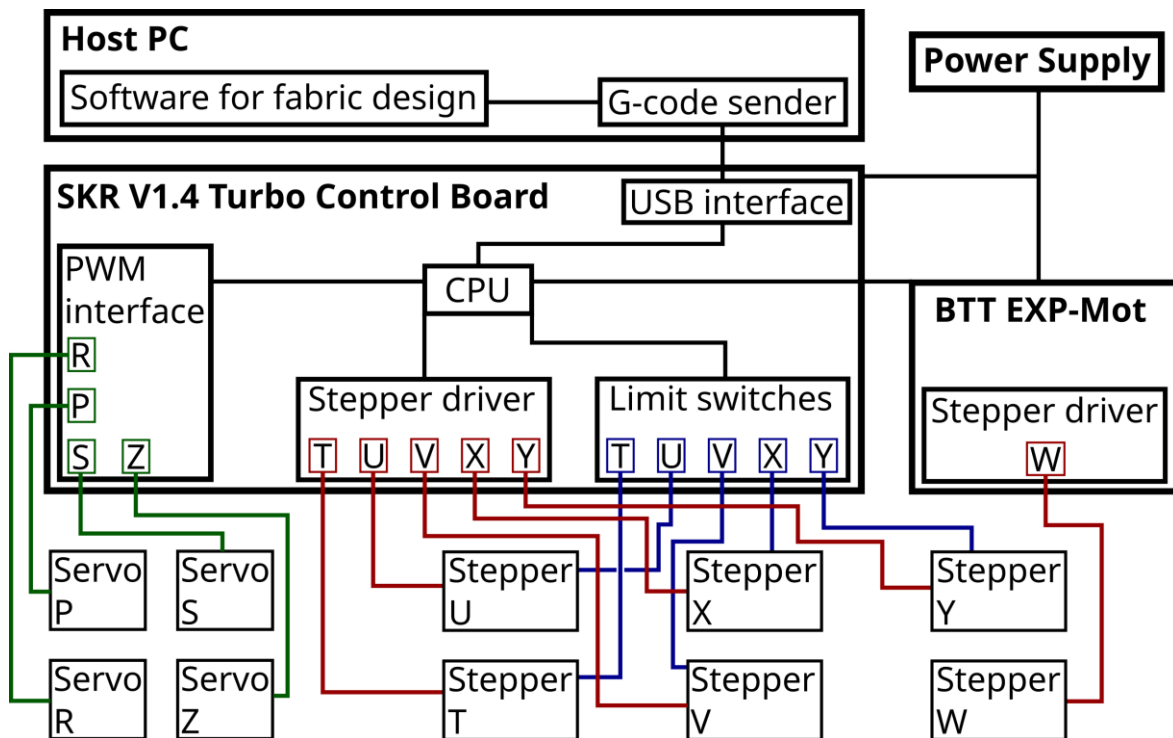 Host PC
Software for fabric design
G-code sender
Power Supply
SKR V1.4 Turbo Control Board
USB interface
PWM
interface
R
P
S Z
CPU
Stepper driver
T U V X Y
Limit switches
T U V X Y
BTT EXP-Mot
Stepper driver
W
Servo
P
Servo
S
Stepper
U
Stepper
X
Stepper
Y
Servo
R
Servo
Z
Stepper
T
Stepper
V
Stepper
W